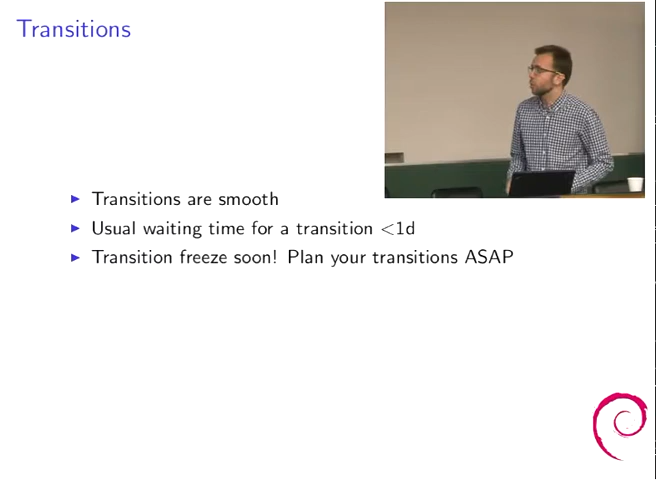 Transitions
Transitions are smooth
Usual waiting time for a transition <1d
Transition freeze soon! Plan your transitions ASAP